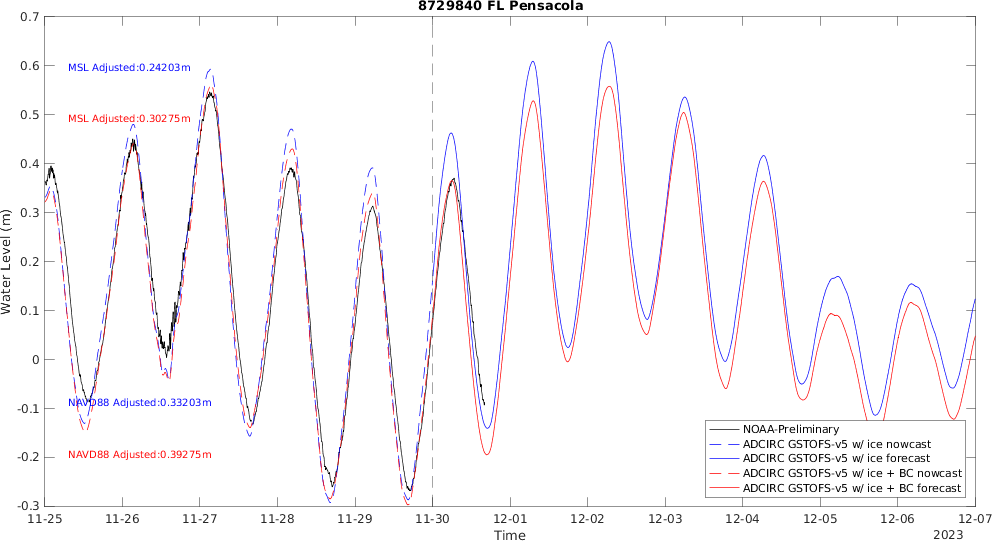 8729840 FL Pensacola
0.7
0.6
0.5
0.4
0.3
0.2
0.1
0
-0.1
-0.2
-0.3
Water Level (m)
MSL Adjusted:0.24203m
MSL Adjusted:0.30275m
NAVD88 Adjusted:0.33203m
NAVD88 Adjusted:0.39275m
NOAA-Preliminary
ADCIRC GSTOFS-v5 w/ ice nowcast
ADCIRC GSTOFS-v5 w/ ice forecast
ADCIRC GSTOFS-v5 w/ ice + BC nowcast
ADCIRC GSTOFS-v5 w/ ice + BC forecast
11-25 11-26 11-27 11-28 11-29 11-30 12-01 12-02 12-03 12-04 12-05 12-06 12-07
Time
2023